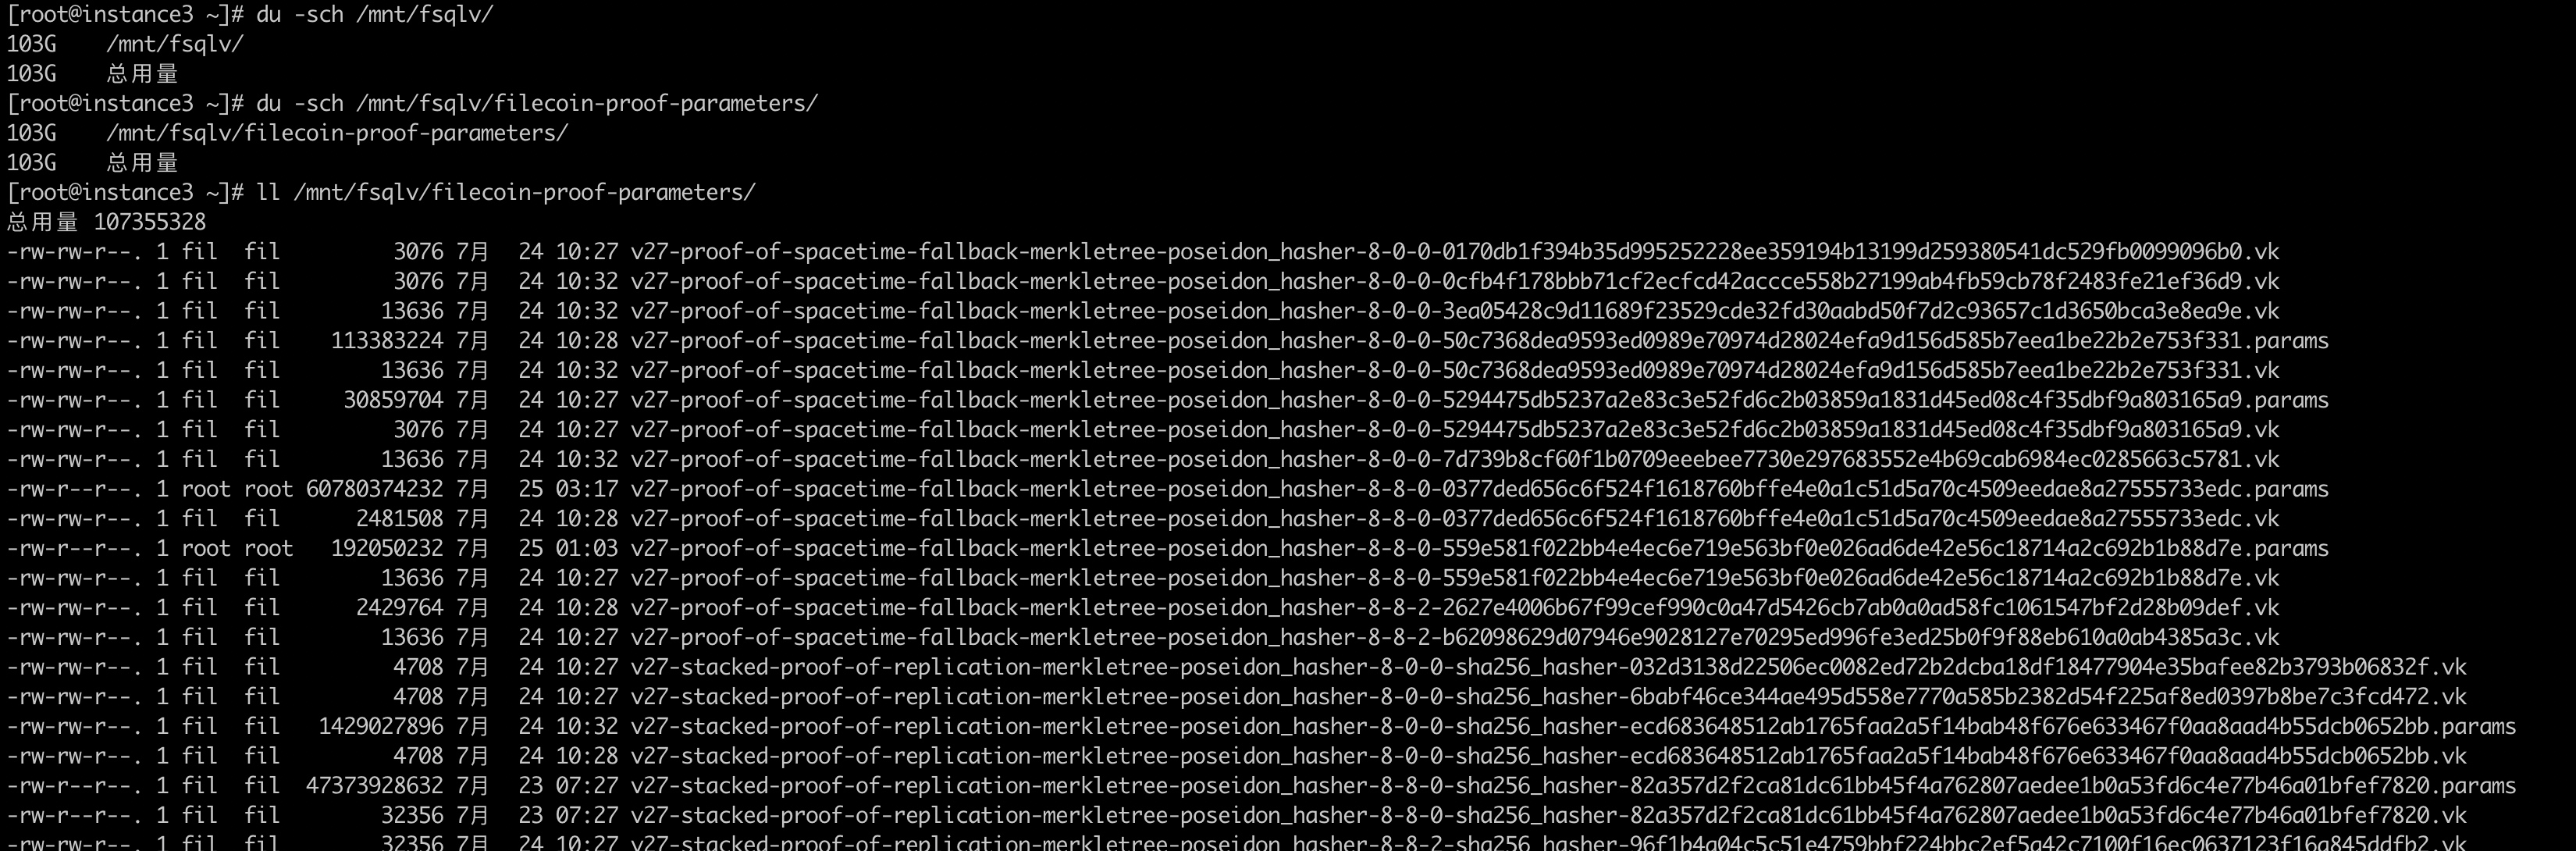 [root@instance3 ~]# du -sch /mnt/fsqlv/
103G    /mnt/fsqlv/
103G    总用量
[root@instance3 ~]# du -sch /mnt/fsqlv/filecoin-proof-parameters/
103G    /mnt/fsqlv/filecoin-proof-parameters/
103G    总用量
[root@instance3 ~]# ll /mnt/fsqlv/filecoin-proof-parameters/
总用量 107355328
-rw-rw-r--. 1 fil  fil         3076 7月  24 10:27 v27-proof-of-spacetime-fallback-merkletree-poseidon_hasher-8-0-0-0170db1f394b35d995252228ee359194b13199d259380541dc529fb0099096b0.vk
-rw-rw-r--. 1 fil  fil         3076 7月  24 10:32 v27-proof-of-spacetime-fallback-merkletree-poseidon_hasher-8-0-0-0cfb4f178bbb71cf2ecfcd42accce558b27199ab4fb59cb78f2483fe21ef36d9.vk
-rw-rw-r--. 1 fil  fil        13636 7月  24 10:32 v27-proof-of-spacetime-fallback-merkletree-poseidon_hasher-8-0-0-3ea05428c9d11689f23529cde32fd30aabd50f7d2c93657c1d3650bca3e8ea9e.vk
-rw-rw-r--. 1 fil  fil    113383224 7月  24 10:28 v27-proof-of-spacetime-fallback-merkletree-poseidon_hasher-8-0-0-50c7368dea9593ed0989e70974d28024efa9d156d585b7eea1be22b2e753f331.params
-rw-rw-r--. 1 fil  fil        13636 7月  24 10:32 v27-proof-of-spacetime-fallback-merkletree-poseidon_hasher-8-0-0-50c7368dea9593ed0989e70974d28024efa9d156d585b7eea1be22b2e753f331.vk
-rw-rw-r--. 1 fil  fil     30859704 7月  24 10:27 v27-proof-of-spacetime-fallback-merkletree-poseidon_hasher-8-0-0-5294475db5237a2e83c3e52fd6c2b03859a1831d45ed08c4f35dbf9a803165a9.params
-rw-rw-r--. 1 fil  fil         3076 7月  24 10:27 v27-proof-of-spacetime-fallback-merkletree-poseidon_hasher-8-0-0-5294475db5237a2e83c3e52fd6c2b03859a1831d45ed08c4f35dbf9a803165a9.vk
-rw-rw-r--. 1 fil  fil        13636 7月  24 10:32 v27-proof-of-spacetime-fallback-merkletree-poseidon_hasher-8-0-0-7d739b8cf60f1b0709eeebee7730e297683552e4b69cab6984ec0285663c5781.vk
-rw-r--r--. 1 root root 60780374232 7月  25 03:17 v27-proof-of-spacetime-fallback-merkletree-poseidon_hasher-8-8-0-0377ded656c6f524f1618760bffe4e0a1c51d5a70c4509eedae8a27555733edc.params
-rw-rw-r--. 1 fil  fil      2481508 7月  24 10:28 v27-proof-of-spacetime-fallback-merkletree-poseidon_hasher-8-8-0-0377ded656c6f524f1618760bffe4e0a1c51d5a70c4509eedae8a27555733edc.vk
-rw-r--r--. 1 root root   192050232 7月  25 01:03 v27-proof-of-spacetime-fallback-merkletree-poseidon_hasher-8-8-0-559e581f022bb4e4ec6e719e563bf0e026ad6de42e56c18714a2c692b1b88d7e.params
-rw-rw-r--. 1 fil  fil        13636 7月  24 10:27 v27-proof-of-spacetime-fallback-merkletree-poseidon_hasher-8-8-0-559e581f022bb4e4ec6e719e563bf0e026ad6de42e56c18714a2c692b1b88d7e.vk
-rw-rw-r--. 1 fil  fil      2429764 7月  24 10:28 v27-proof-of-spacetime-fallback-merkletree-poseidon_hasher-8-8-2-2627e4006b67f99cef990c0a47d5426cb7ab0a0ad58fc1061547bf2d28b09def.vk
-rw-rw-r--. 1 fil  fil        13636 7月  24 10:27 v27-proof-of-spacetime-fallback-merkletree-poseidon_hasher-8-8-2-b62098629d07946e9028127e70295ed996fe3ed25b0f9f88eb610a0ab4385a3c.vk
-rw-rw-r--. 1 fil  fil         4708 7月  24 10:27 v27-stacked-proof-of-replication-merkletree-poseidon_hasher-8-0-0-sha256_hasher-032d3138d22506ec0082ed72b2dcba18df18477904e35bafee82b3793b06832f.vk
-rw-rw-r--. 1 fil  fil         4708 7月  24 10:27 v27-stacked-proof-of-replication-merkletree-poseidon_hasher-8-0-0-sha256_hasher-6babf46ce344ae495d558e7770a585b2382d54f225af8ed0397b8be7c3fcd472.vk
-rw-rw-r--. 1 fil  fil   1429027896 7月  24 10:32 v27-stacked-proof-of-replication-merkletree-poseidon_hasher-8-0-0-sha256_hasher-ecd683648512ab1765faa2a5f14bab48f676e633467f0aa8aad4b55dcb0652bb.params
-rw-rw-r--. 1 fil  fil         4708 7月  24 10:28 v27-stacked-proof-of-replication-merkletree-poseidon_hasher-8-0-0-sha256_hasher-ecd683648512ab1765faa2a5f14bab48f676e633467f0aa8aad4b55dcb0652bb.vk
-rw-r--r--. 1 fil  fil  47373928632 7月  23 07:27 v27-stacked-proof-of-replication-merkletree-poseidon_hasher-8-8-0-sha256_hasher-82a357d2f2ca81dc61bb45f4a762807aedee1b0a53fd6c4e77b46a01bfef7820.params
-rw-r--r--. 1 fil  fil        32356 7月  23 07:27 v27-stacked-proof-of-replication-merkletree-poseidon_hasher-8-8-0-sha256_hasher-82a357d2f2ca81dc61bb45f4a762807aedee1b0a53fd6c4e77b46a01bfef7820.vk
-rw-rw-r--. 1 fil  fil        32356 7月  24 10:27 v27-stacked-proof-of-replication-merkletree-poseidon_hasher-8-8-2-sha256_hasher-96f1b4a04c5c51e4759bbf224bbc2ef5a42c7100f16ec0637123f16a845ddfb2.vk